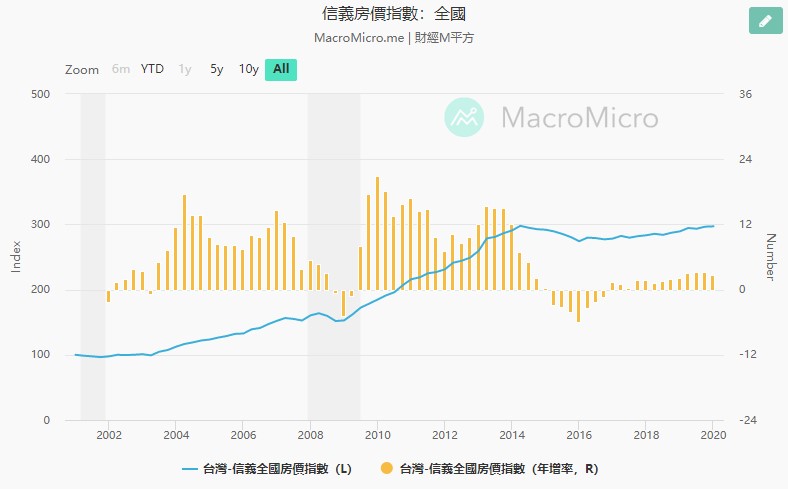 信義房價指數：全國
MacroMicro.me | 財經M平方
Zoom 6m YTD 1y 5y 10y All
MacroMicro
500 36
400 24
300 12
200 0
100 -12
0 -24
Index
Number
2002 2004 2006 2008 2010 2012 2014 2016 2018 2020
台灣-信義全國房價指數（L） 台灣-信義全國房價指數（年增率，R）